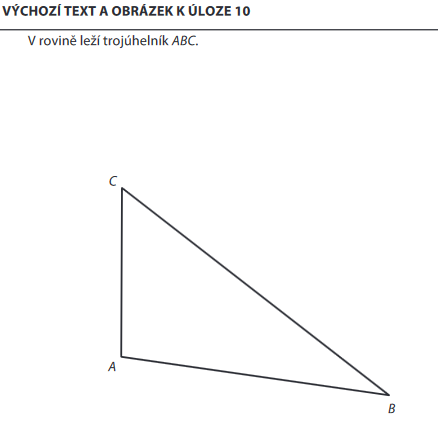 VÝCHOZÍ TEXT A OBRÁZEK K ÚLOZE 10
V rovině leží trojúhelník ABC.
C
A
B